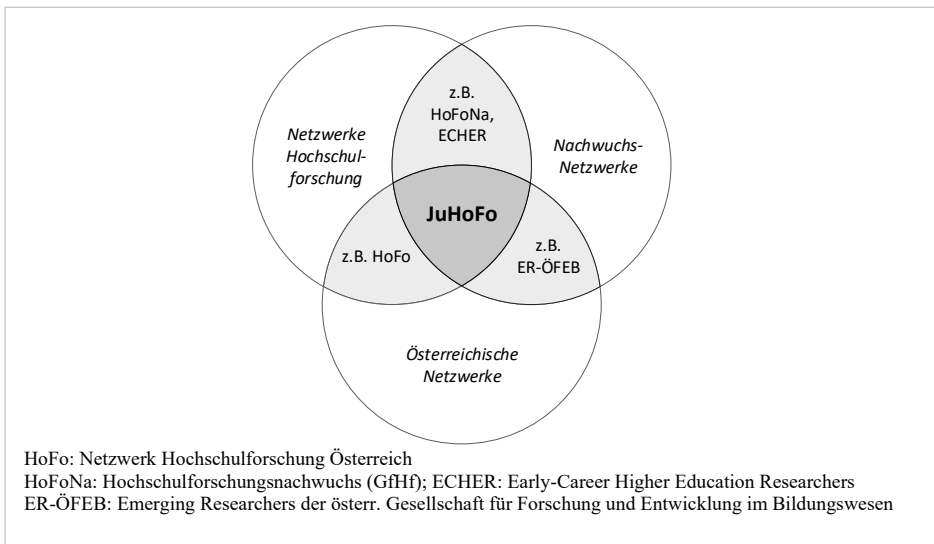 z.B.
HoFoNa,
ECHER
Netzwerke
Hochschul-
forschung
Nachwuchs-
Netzwerke
JuHoFo
z.B. HoFo
z.B.
ER-ÖFEB
Österreichische
Netzwerke
HoFo: Netzwerk Hochschulforschung Österreich
HoFoNa: Hochschulforschungsnachwuchs (GfHf); ECHER: Early-Career Higher Education Researchers
ER-ÖFEB: Emerging Researchers der österr. Gesellschaft für Forschung und Entwicklung im Bildungswesen